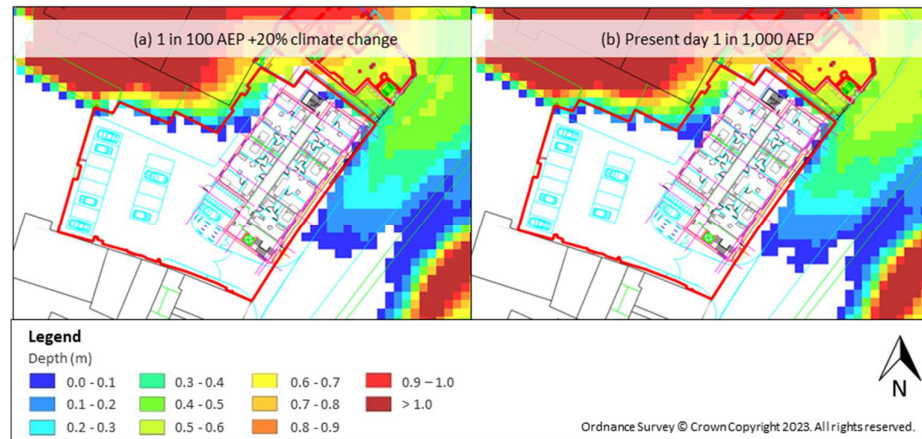 (a) 1 in 100 AEP +20% climate change
(b) Present day 1 in 1,000 AEP
Legend
Depth (m)
0.0 - 0.1
0.3 - 0.4
0.6 - 0.7
0.9 – 1.0
0.1 - 0.2
0.4 - 0.5
0.7 - 0.8
> 1.0
0.2 - 0.3
0.5 - 0.6
0.8 - 0.9
N
Ordnance Survey © Crown Copyright 2023. All rights reserved.